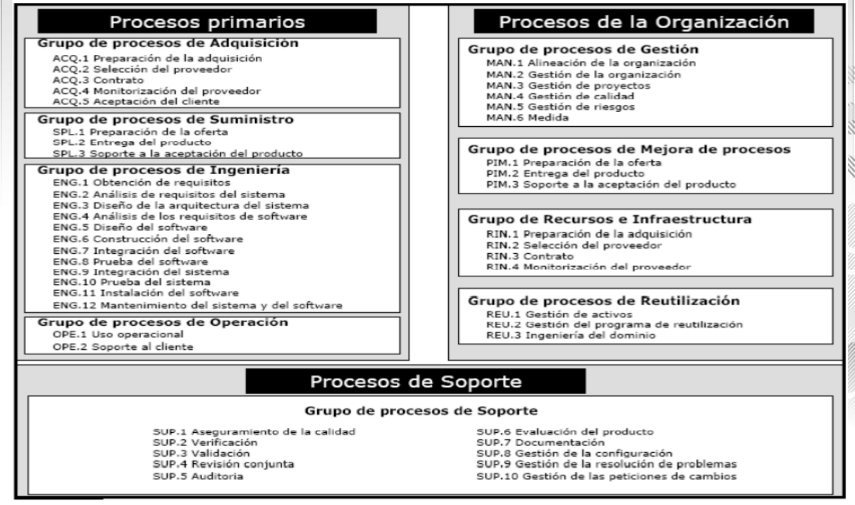 Procesos primarios
Grupo de procesos de Adquisición
ACQ.1 Preparación de la adquisición
ACQ.2 Selección del proveedor
ACQ.3 Contrato
ACQ.4 Monitorización del proveedor
ACQ.5 Aceptación del cliente
Grupo de procesos de Suministro
SPL.1 Preparación de la oferta
SPL.2 Entrega del producto
SPL.3 Soporte a la aceptación del producto
Grupo de procesos de Ingeniería
ENG.1 Obtención de requisitos
ENG.2 Análisis de requisitos del sistema
ENG.3 Diseño de la arquitectura del sistema
ENG.4 Análisis de los requisitos de software
ENG.5 Diseño del software
ENG.6 Construcción del software
ENG.7 Integración del software
ENG.8 Prueba del software
ENG.9 Integración del sistema
ENG.10 Prueba del sistema
ENG.11 Instalación del software
ENG.12 Mantenimiento del sistema y del software
Grupo de procesos de Operación
OPE.1 Uso operacional
OPE.2 Soporte al cliente
Procesos de la Organización
Grupo de procesos de Gestión
MAN.1 Alineación de la organización
MAN.2 Gestión de la organización
MAN.3 Gestión de proyectos
MAN.4 Gestión de calidad
MAN.5 Gestión de riesgos
MAN.6 Medida
Grupo de procesos de Mejora de procesos
PIM.1 Preparación de la oferta
PIM.2 Entrega del producto
PIM.3 Soporte a la aceptación del producto
Grupo de Recursos e Infraestructura
RIN.1 Preparación de la adquisición
RIN.2 Selección del proveedor
RIN.3 Contrato
RIN.4 Monitorización del proveedor
Grupo de procesos de Reutilización
REU.1 Gestión de activos
REU.2 Gestión del programa de reutilización
REU.3 Ingeniería del dominio
Procesos de Soporte
Grupo de procesos de Soporte
SUP.1 Aseguramiento de la calidad
SUP.2 Verificación
SUP.3 Validación
SUP.4 Revisión conjunta
SUP.5 Auditoria
SUP.6 Evaluación del producto
SUP.7 Documentación
SUP.8 Gestión de la configuración
SUP.9 Gestión de la resolución de problemas
SUP.10 Gestión de las peticiones de cambios